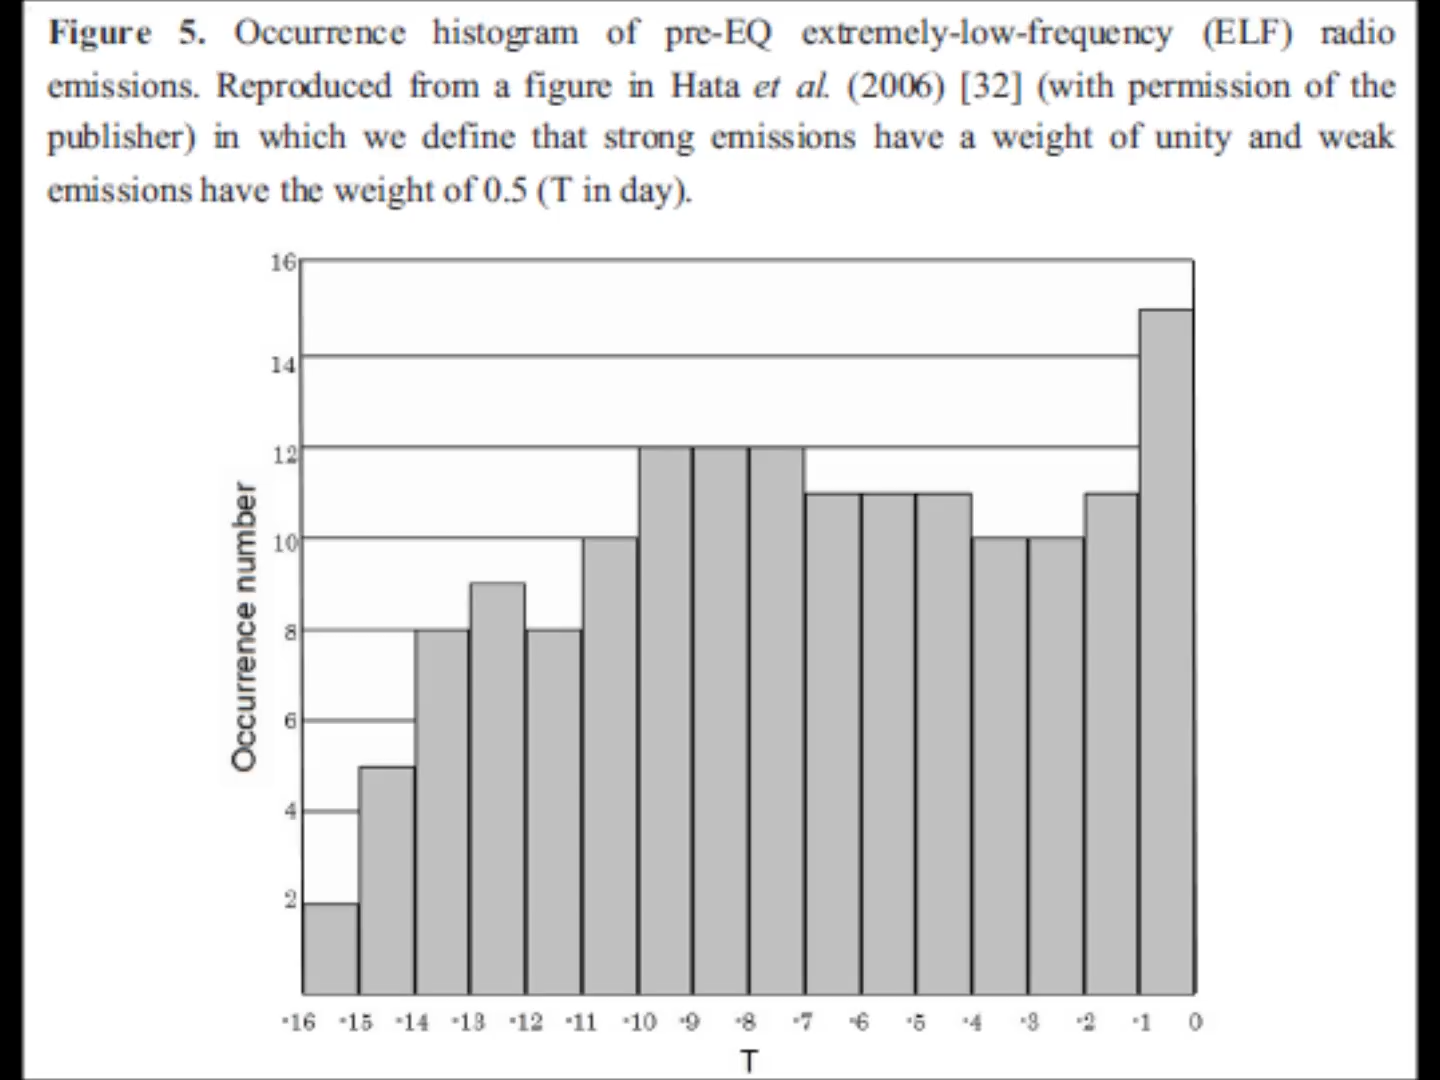 Figure 5. Occurrence histogram of pre-EQ extremely-low-frequency (ELF) radio
emissions. Reproduced from a figure in Hata et al. (2006) [32] (with permission of the
publisher) in which we define that strong emissions have a weight of unity and weak
emissions have the weight of 0.5 (T in day).
16
14
12
10
8
6
4
2
Occurrence number
-16 -15 -14 -13 -12 -11 -10 -9 -8 -7 -6 -5 -4 -3 -2 -1 0
T